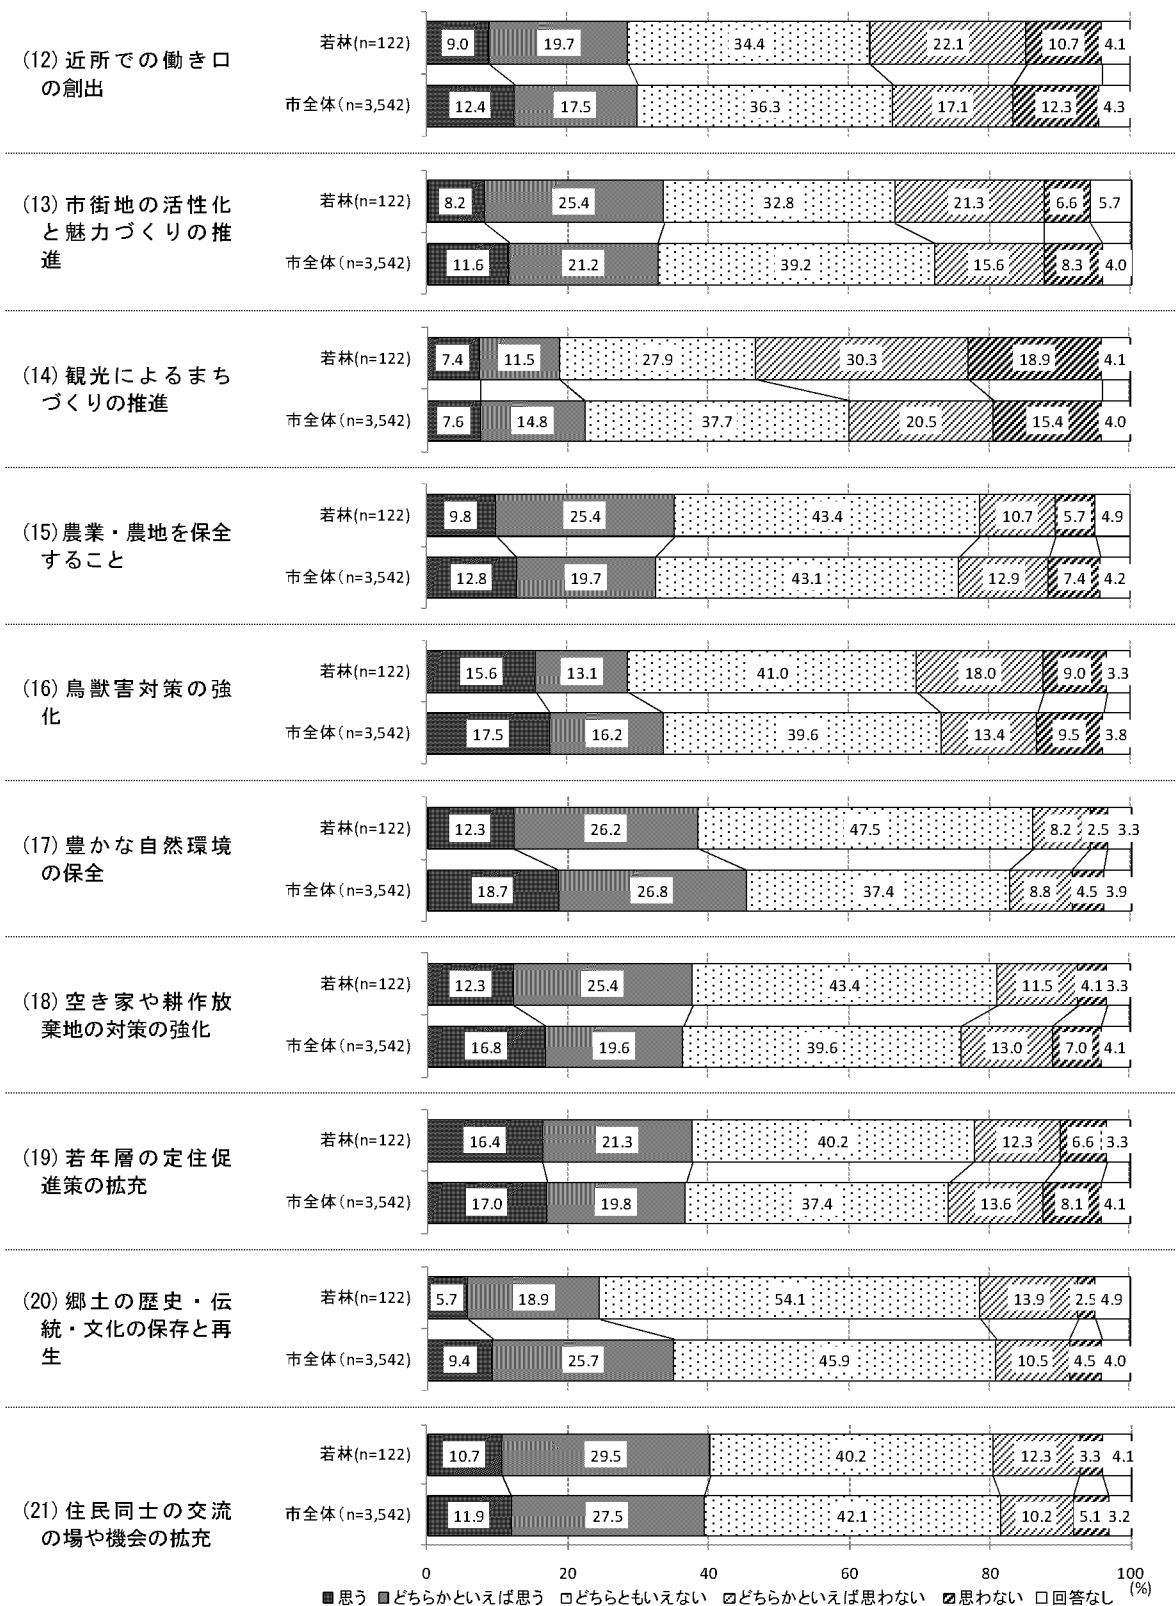 (12) 近所での働き口
の創出
若林(n=122)
9.0 19.7 34.4 22.1 10.7 4.1
市全体(n=3,542)
12.4 17.5 36.3 17.1 12.3 4.3
(13) 市街地の活性化
と魅力づくりの推
進
若林(n=122)
8.2 25.4 32.8 21.3 6.6 5.7
市全体(n=3,542)
11.6 21.2 39.2 15.6 8.3 4.0
(14) 観光によるまち
づくりの推進
若林(n=122)
7.4 11.5 27.9 30.3 18.9 4.1
市全体(n=3,542)
7.6 14.8 37.7 20.5 15.4 4.0
(15) 農業・農地を保全
すること
若林(n=122)
9.8 25.4 43.4 10.7 5.7 4.9
市全体(n=3,542)
12.8 19.7 43.1 12.9 7.4 4.2
(16) 鳥獣害対策の強
化
若林(n=122)
15.6 13.1 41.0 18.0 9.0 3.3
市全体(n=3,542)
17.5 16.2 39.6 13.4 9.5 3.8
(17) 豊かな自然環境
の保全
若林(n=122)
12.3 26.2 47.5 8.2 2.5 3.3
市全体(n=3,542)
18.7 26.8 37.4 8.8 4.5 3.9
(18) 空き家や耕作放
棄地の対策の強化
若林(n=122)
12.3 25.4 43.4 11.5 4.1 3.3
市全体(n=3,542)
16.8 19.6 39.6 13.0 7.0 4.1
(19) 若年層の定住促
進策の拡充
若林(n=122)
16.4 21.3 40.2 12.3 6.6 3.3
市全体(n=3,542)
17.0 19.8 37.4 13.6 8.1 4.1
(20) 郷土の歴史・伝
統・文化の保存と再
生
若林(n=122)
5.7 18.9 54.1 13.9 2.5 4.9
市全体(n=3,542)
9.4 25.7 45.9 10.5 4.5 4.0
(21) 住民同士の交流
の場や機会の拡充
若林(n=122)
10.7 29.5 40.2 12.3 3.3 4.1
市全体(n=3,542)
11.9 27.5 42.1 10.2 5.1 3.2
0 20 40 60 80 100
(%)
思う どちらかといえば思う どちらともいえない どちらかといえば思わない 思わない 回答なし